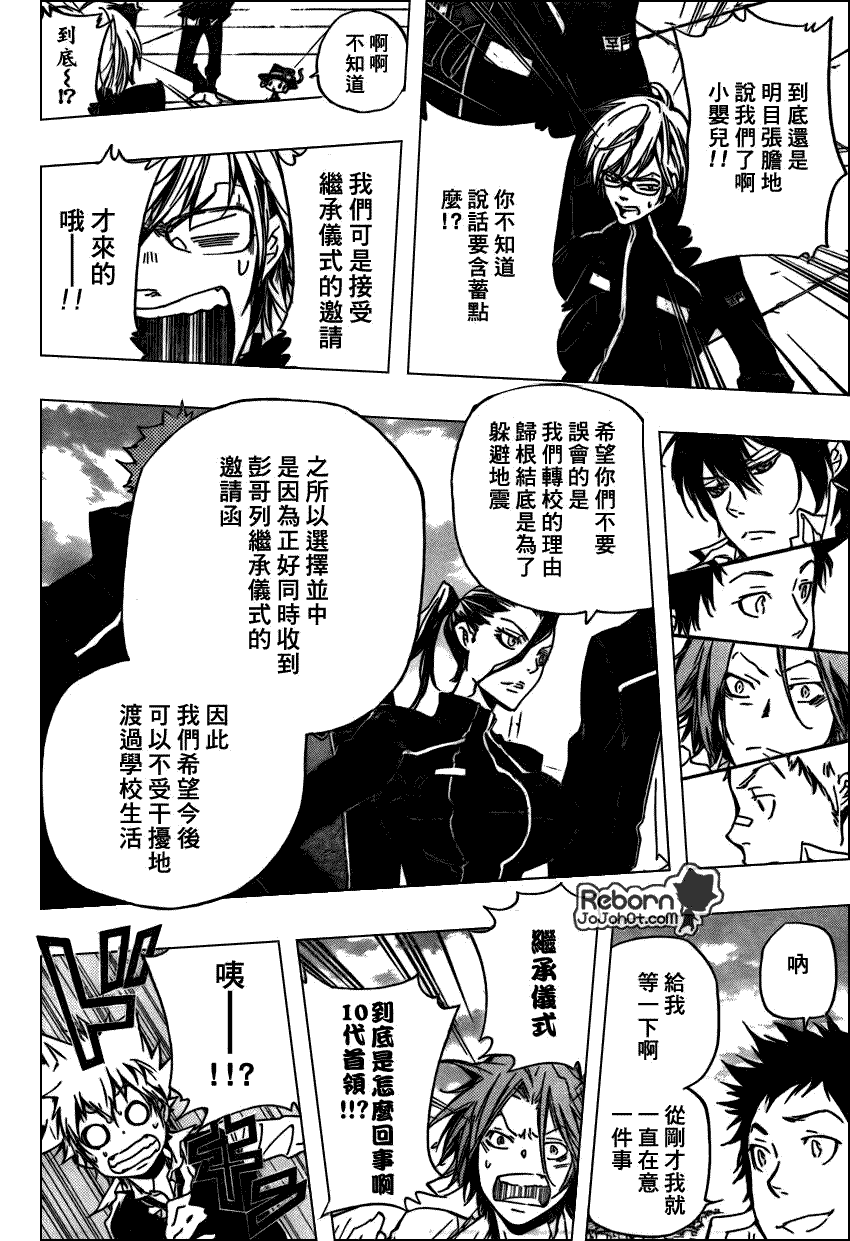 到底還是
明目張膽地
說我們了啊
小嬰兒!!
你不知道
說話要含蓄點
麼!?
啊啊
不知道
到底～!?
我們可是接受
繼承儀式的邀請
才來的
哦——!!
希望你們不要
誤會的是
我們轉校的理由
歸根結底是為了
躲避地震
之所以選擇並中
是因為正好同時收到
彭哥列繼承儀式的
邀請函
因此
我們希望今後
可以不受干擾地
渡過學校生活
Reborn
JoJoHot.com
吶
給我
等一下啊
從剛才我就
一直在意
一件事
繼承儀式
到底是怎麼回事啊
10代首領!!?
咦——!!?